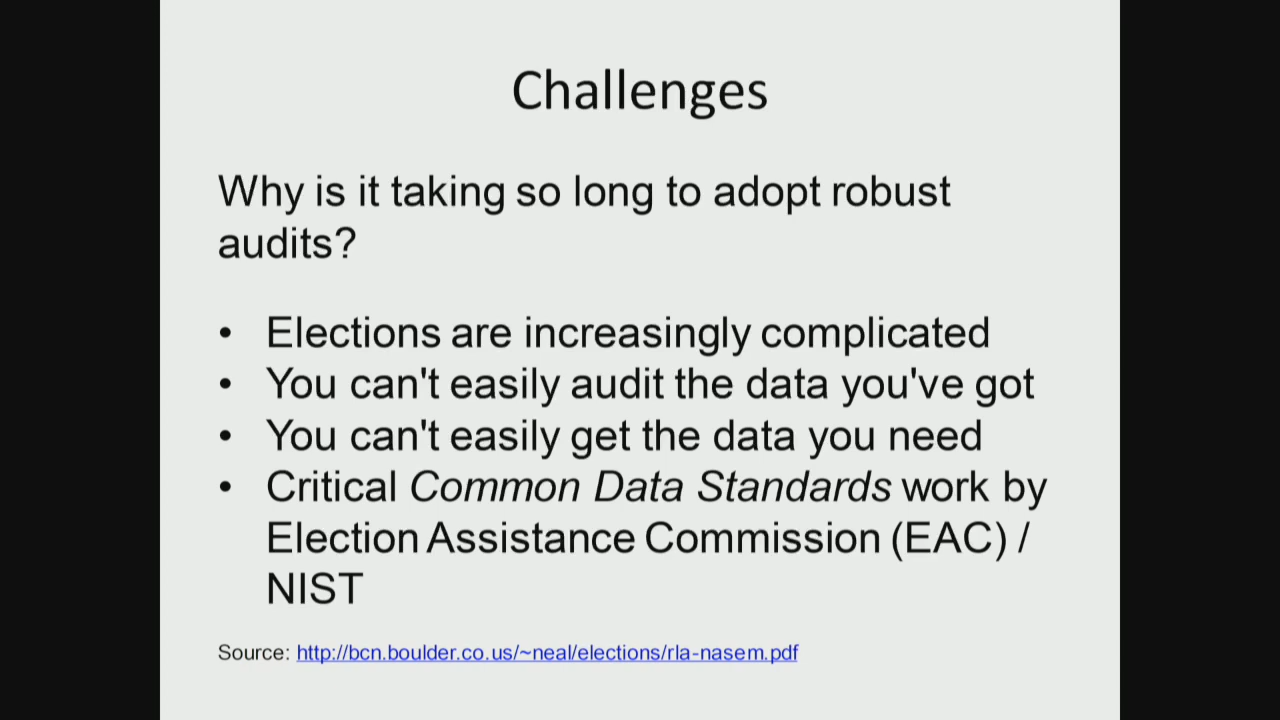 Challenges
Why is it taking so long to adopt robust
audits?
• Elections are increasingly complicated
• You can't easily audit the data you've got
• You can't easily get the data you need
• Critical Common Data Standards work by
Election Assistance Commission (EAC) /
NIST
Source: http://bcn.boulder.co.us/~neal/elections/rla-nasem.pdf